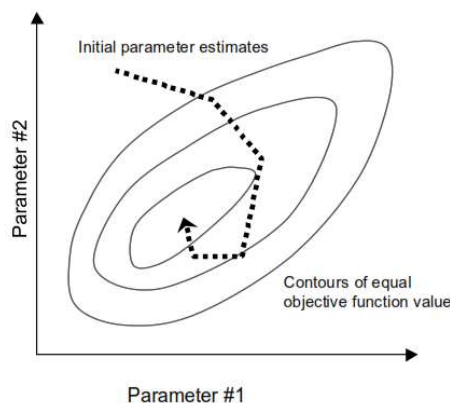 Initial parameter estimates
Parameter #2
Contours of equal
objective function value
Parameter #1